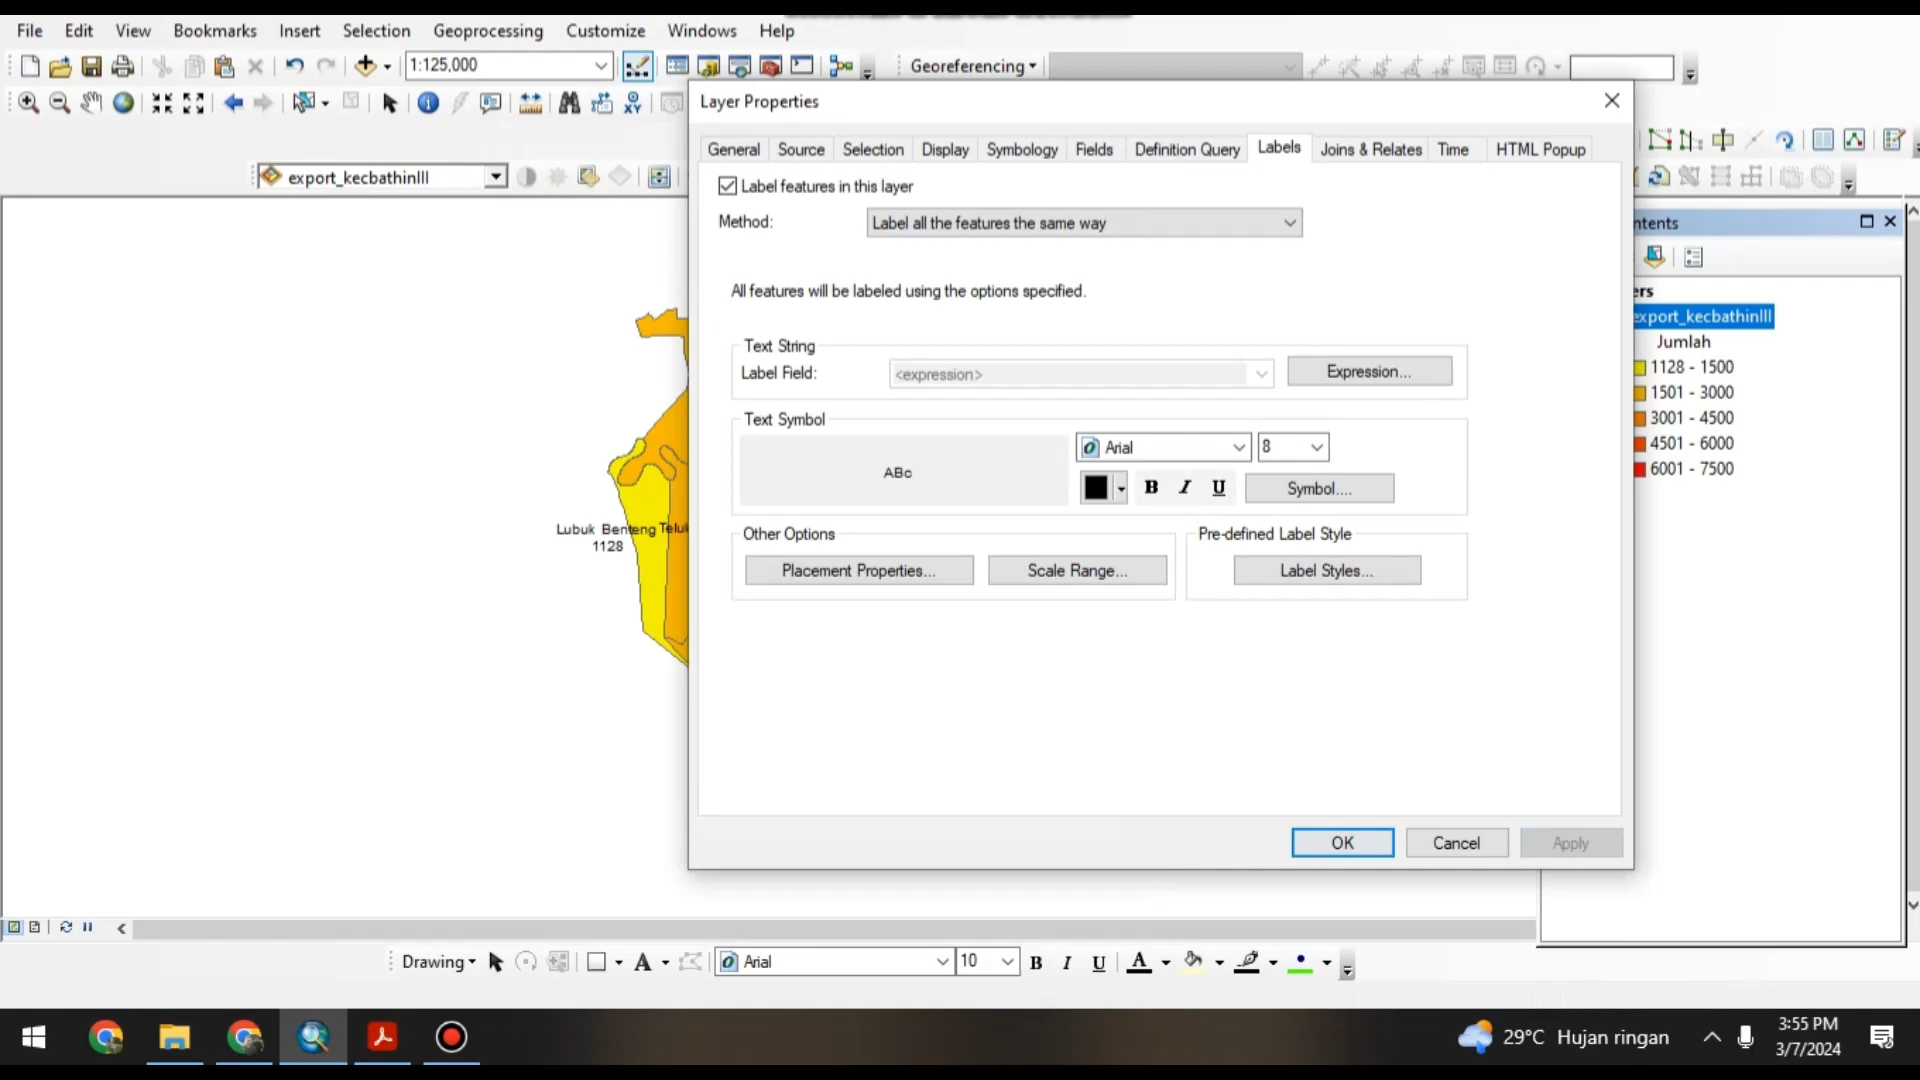 File Edit View Bookmarks Insert Selection Geoprocessing Customize Windows Help
1:125,000 Georeferencing
export_kecbathinIII
Layer Properties
General Source Selection Display Symbology Fields Definition Query Labels Joins & Relates Time HTML Popup
Label features in this layer
Method: Label all the features the same way
All features will be labeled using the options specified.
Text String
Label Field: <expression> Expression...
Text Symbol
ABc
Arial 8
B I U Symbol....
Other Options
Placement Properties... Scale Range...
Pre-defined Label Style
Label Styles...
OK Cancel Apply
Lubuk Benteng Teluk
1128
ntents
ers
export_kecbathinIII
Jumlah
1128 - 1500
1501 - 3000
3001 - 4500
4501 - 6000
6001 - 7500
Drawing A Arial 10 B I U A
29°C Hujan ringan
3:55 PM
3/7/2024